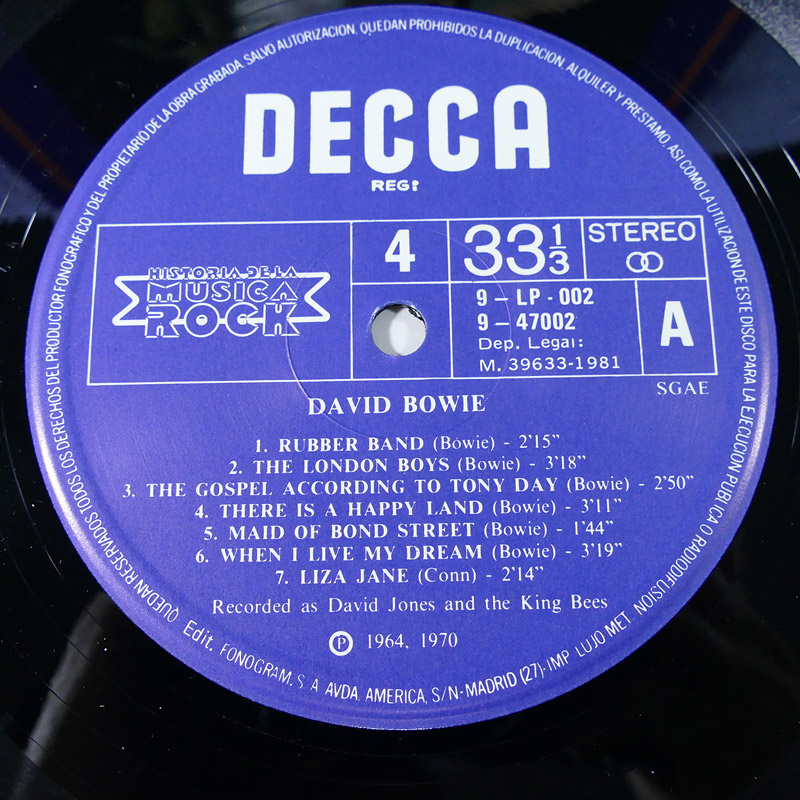 QUEDAN RESERVADOS TODOS LOS DERECHOS DEL PRODUCTOR FONOGRAFICO Y DEL PROPIETARIO DE LA OBRA GRABADA. SALVO AUTORIZACION, QUEDAN PROHIBIDOS LA DUPLICACION, ALQUILER Y PRESTAMO, ASI COMO LA UTILIZACION DE ESTE DISCO PARA LA EJECUCION PUBLICA O RADIODIFUSION
DECCA
REG:
HISTORIA DE LA
MUSICA
ROCK
4
33 1/3
STEREO
9 – LP - 002
9 – 47002
Dep. Legal:
M. 39633-1981
A
SGAE
DAVID BOWIE
1. RUBBER BAND (Bowie) - 2'15”
2. THE LONDON BOYS (Bowie) - 3'18”
3. THE GOSPEL ACCORDING TO TONY DAY (Bowie) - 2'50”
4. THERE IS A HAPPY LAND (Bowie) - 3'11”
5. MAID OF BOND STREET (Bowie) - 1'44”
6. WHEN I LIVE MY DREAM (Bowie) - 3'19”
7. LIZA JANE (Conn) - 2'14”
Recorded as David Jones and the King Bees
Ⓟ 1964, 1970
Edit. FONOGRAM, S. A. AVDA. AMERICA, S/N-MADRID (27)-IMP. LUJO MET.